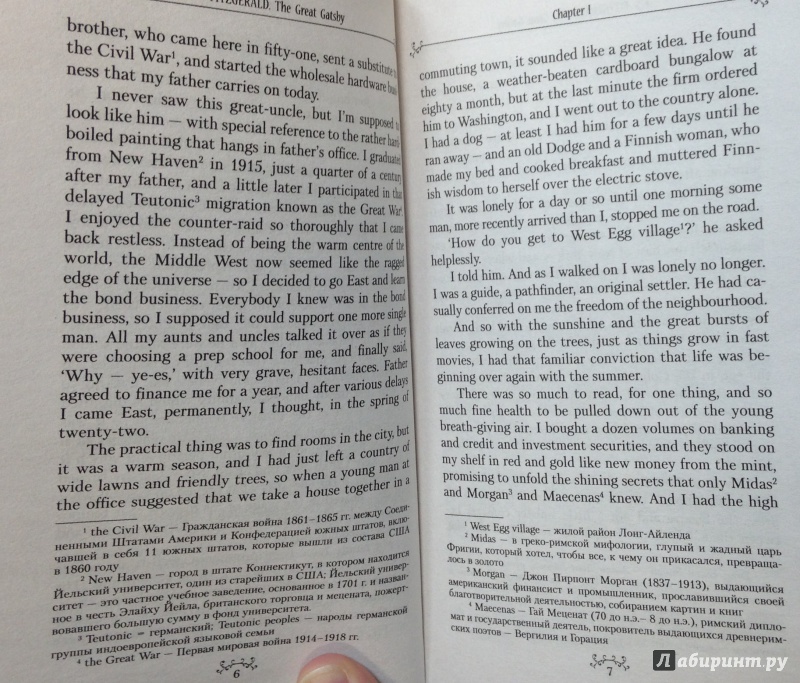 FITZGERALD. The Great Gatsby
brother, who came here in fifty-one, sent a substitute to
the Civil War¹, and started the wholesale hardware busi-
ness that my father carries on today.
I never saw this great-uncle, but I'm supposed to
look like him — with special reference to the rather hard-
boiled painting that hangs in father's office. I graduated
from New Haven² in 1915, just a quarter of a century
after my father, and a little later I participated in that
delayed Teutonic³ migration known as the Great War⁴.
I enjoyed the counter-raid so thoroughly that I came
back restless. Instead of being the warm centre of the
world, the Middle West now seemed like the ragged
edge of the universe — so I decided to go East and learn
the bond business. Everybody I knew was in the bond
business, so I supposed it could support one more single
man. All my aunts and uncles talked it over as if they
were choosing a prep school for me, and finally said,
'Why — ye-es,' with very grave, hesitant faces. Father
agreed to finance me for a year, and after various delays
I came East, permanently, I thought, in the spring of
twenty-two.
The practical thing was to find rooms in the city, but
it was a warm season, and I had just left a country of
wide lawns and friendly trees, so when a young man at
the office suggested that we take a house together in a
¹ the Civil War — Гражданская война 1861–1865 гг. между Соеди-
ненными Штатами Америки и Конфедерацией южных штатов, вклю-
чавшей в себя 11 южных штатов, которые вышли из состава США
в 1860 году
² New Haven — город в штате Коннектикут, в котором находится
Йельский университет, один из старейших в США; Йельский универ-
ситет — это частное учебное заведение, основанное в 1701 г. и назван-
ное в честь Элайху Йейла, британского торговца и мецената, пожерт-
вовавшего большую сумму в фонд университета.
³ Teutonic = германский; Teutonic peoples — народы германской
группы индоевропейской языковой семьи
⁴ the Great War — Первая мировая война 1914–1918 гг.
6
Chapter I
commuting town, it sounded like a great idea. He found
the house, a weather-beaten cardboard bungalow at
eighty a month, but at the last minute the firm ordered
him to Washington, and I went out to the country alone.
I had a dog — at least I had him for a few days until he
ran away — and an old Dodge and a Finnish woman, who
made my bed and cooked breakfast and muttered Finn-
ish wisdom to herself over the electric stove.
It was lonely for a day or so until one morning some
man, more recently arrived than I, stopped me on the road.
'How do you get to West Egg village¹?' he asked
helplessly.
I told him. And as I walked on I was lonely no longer.
I was a guide, a pathfinder, an original settler. He had ca-
sually conferred on me the freedom of the neighbourhood.
And so with the sunshine and the great bursts of
leaves growing on the trees, just as things grow in fast
movies, I had that familiar conviction that life was be-
ginning over again with the summer.
There was so much to read, for one thing, and so
much fine health to be pulled down out of the young
breath-giving air. I bought a dozen volumes on banking
and credit and investment securities, and they stood on
my shelf in red and gold like new money from the mint,
promising to unfold the shining secrets that only Midas²
and Morgan³ and Maecenas⁴ knew. And I had the high
¹ West Egg village — жилой район Лонг-Айленда
² Midas — в греко-римской мифологии, глупый и жадный царь
Фригии, который хотел, чтобы все, к чему он прикасался, превраща-
лось в золото
³ Morgan — Джон Пирпонт Морган (1837–1913), выдающийся
американский финансист и промышленник, прославившийся своей
благотворительной деятельностью, собиранием картин и книг
⁴ Maecenas — Гай Меценат (70 до н.э.– 8 до н.э.), римский дипло-
мат и государственный деятель, покровитель выдающихся древнерим-
ских поэтов — Вергилия и Горация
7
Лабиринт.ру